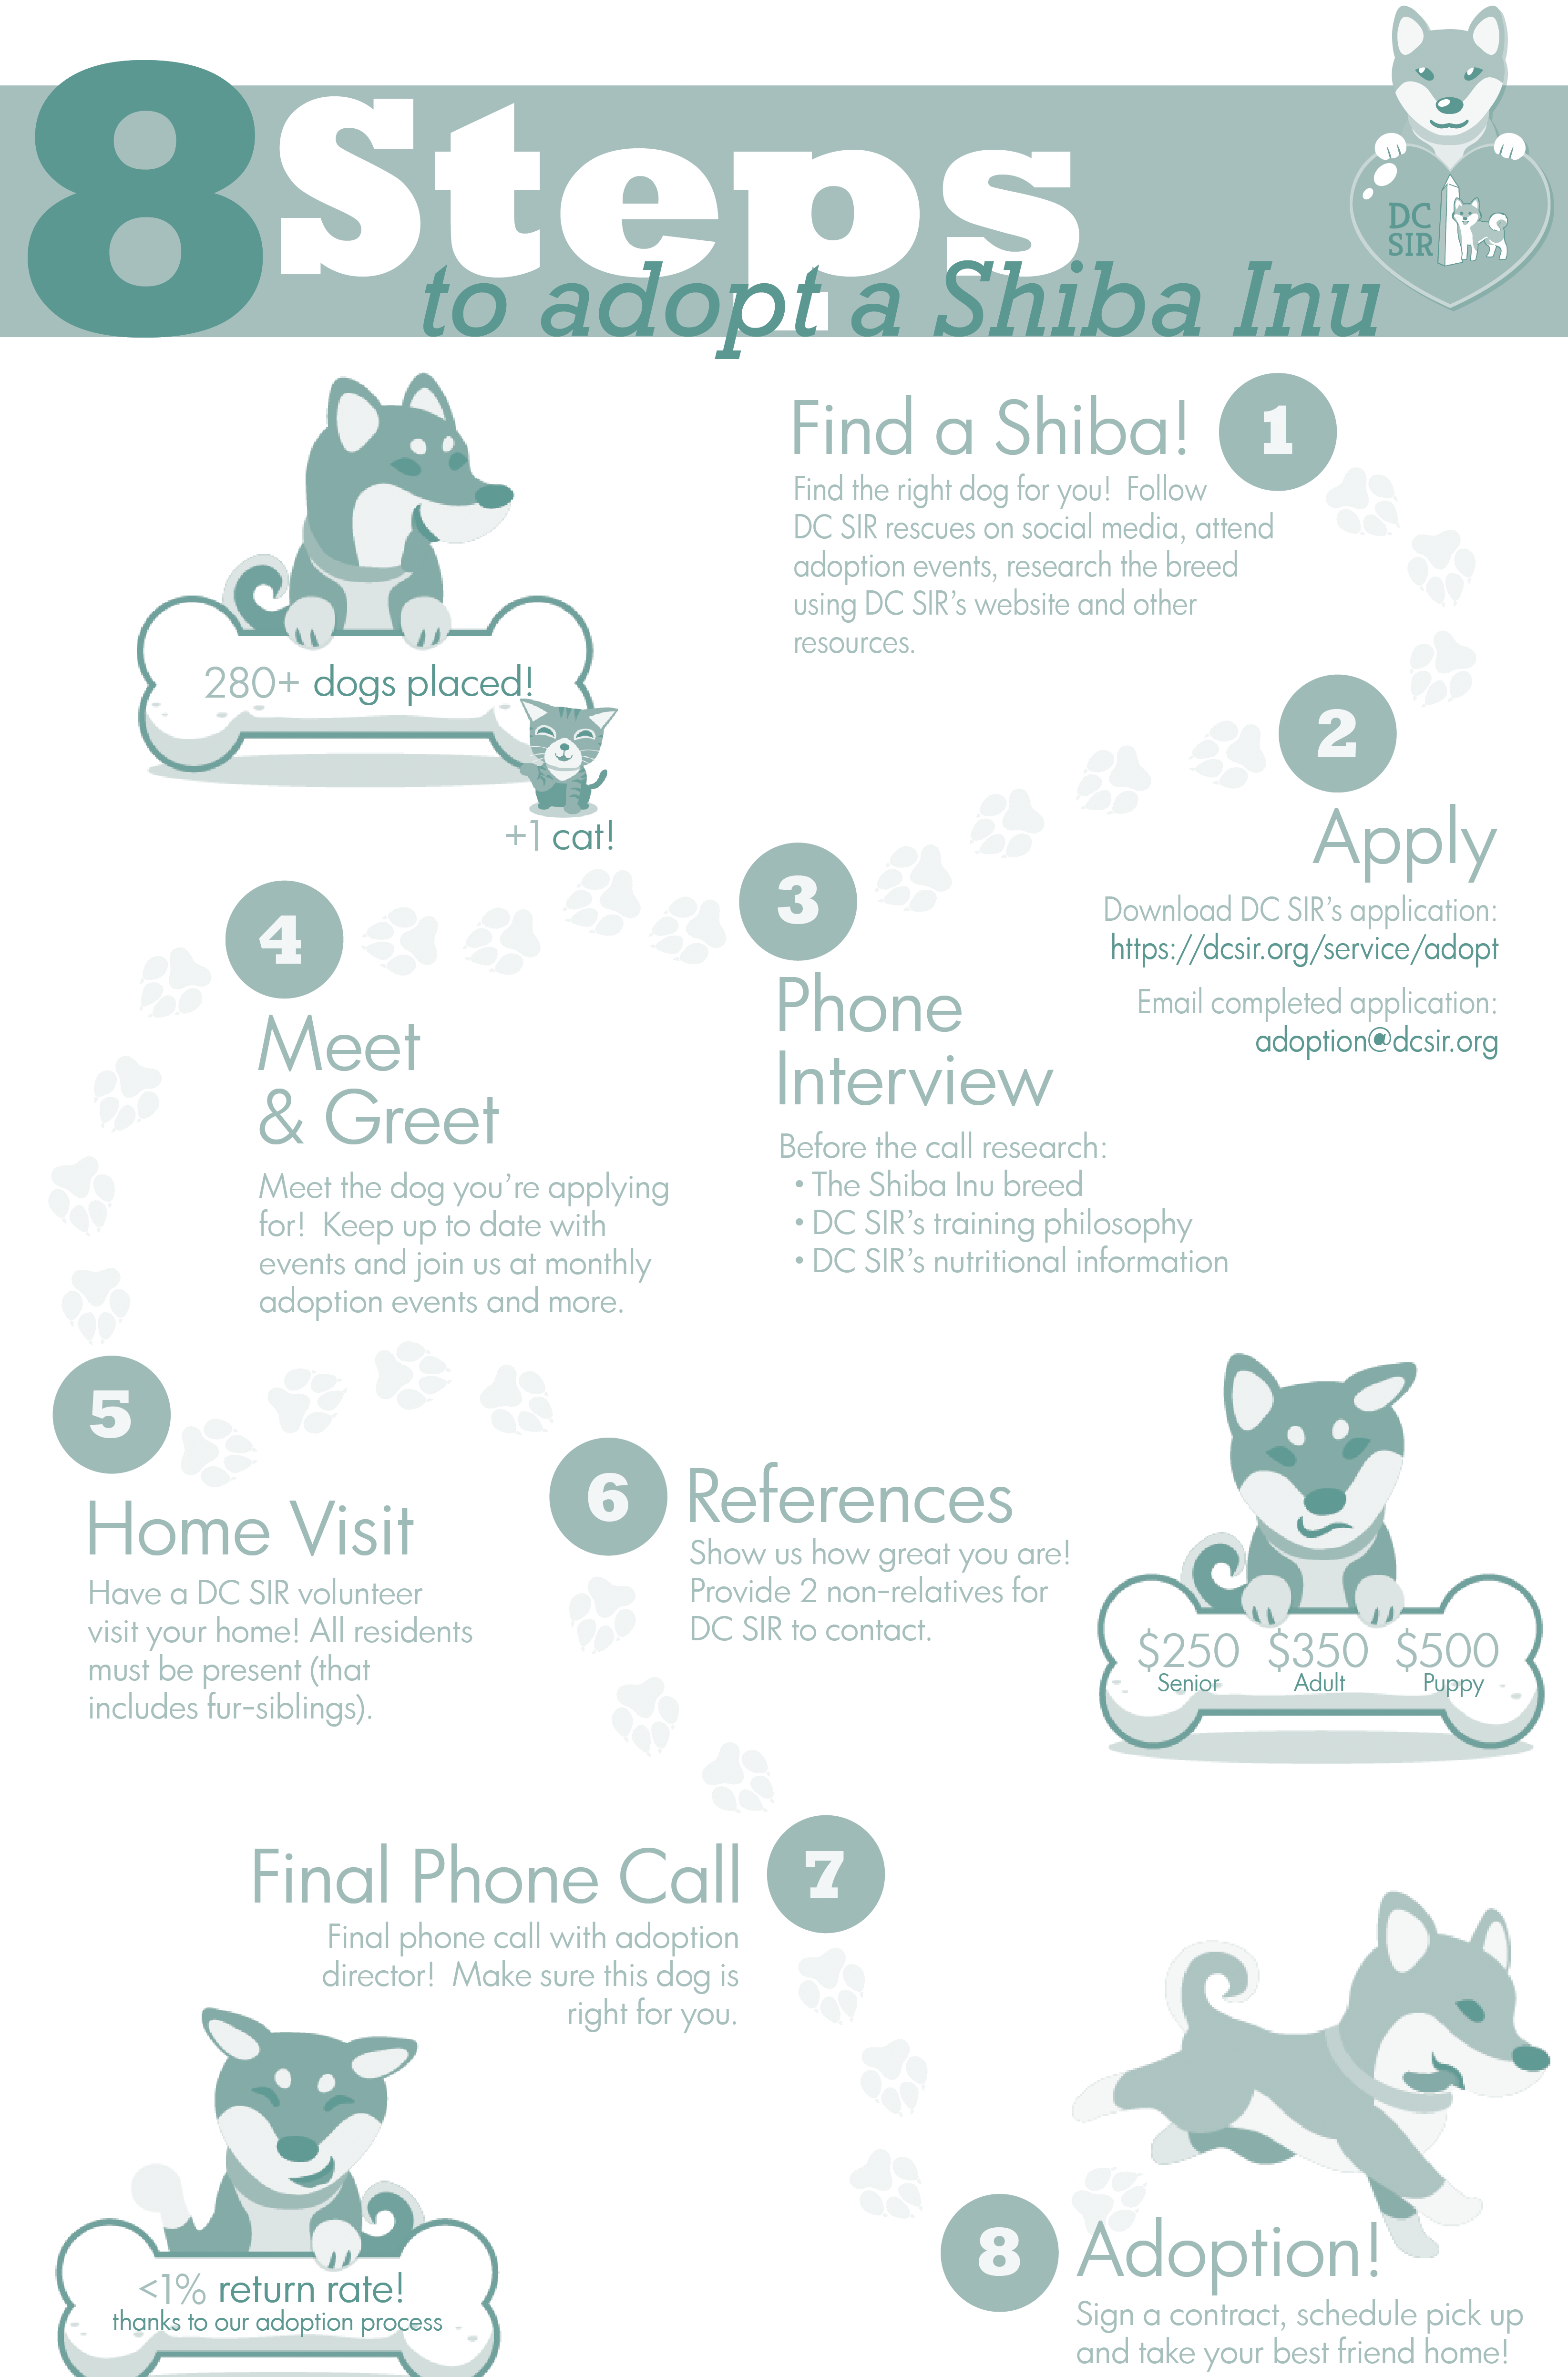 8 Steps
to adopt a Shiba Inu
DC
SIR
Find a Shiba!
1
Find the right dog for you!  Follow
DC SIR rescues on social media, attend
adoption events, research the breed
using DC SIR's website and other
resources.
280+ dogs placed!
+1 cat!
2
Apply
Download DC SIR's application:
https://dcsir.org/service/adopt
Email completed application:
adoption@dcsir.org
3
Phone
Interview
Before the call research:
• The Shiba Inu breed
• DC SIR's training philosophy
• DC SIR's nutritional information
4
Meet
& Greet
Meet the dog you're applying
for!  Keep up to date with
events and join us at monthly
adoption events and more.
5
Home Visit
Have a DC SIR volunteer
visit your home! All residents
must be present (that
includes fur-siblings).
6
References
Show us how great you are!
Provide 2 non-relatives for
DC SIR to contact.
$250 $350 $500
Senior Adult Puppy
Final Phone Call
7
Final phone call with adoption
director!  Make sure this dog is
right for you.
<1% return rate!
thanks to our adoption process
8
Adoption!
Sign a contract, schedule pick up
and take your best friend home!